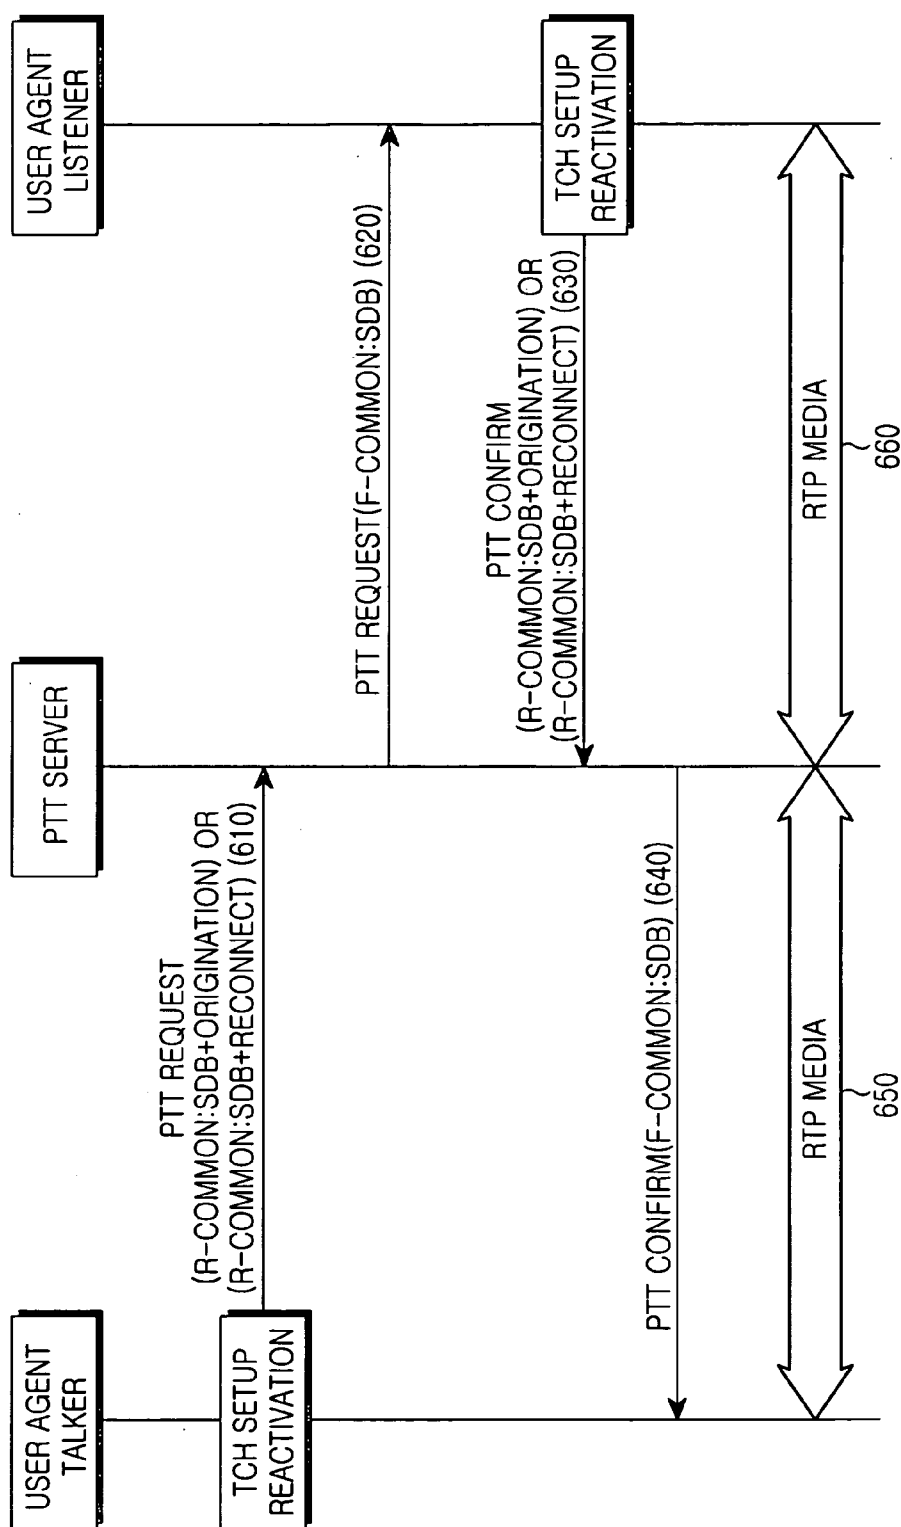 USER AGENT
TALKER
PTT SERVER
USER AGENT
LISTENER
TCH SETUP
REACTIVATION
PTT REQUEST
(R-COMMON:SDB+ORIGINATION) OR
(R-COMMON:SDB+RECONNECT) (610)
PTT REQUEST(F-COMMON:SDB) (620)
TCH SETUP
REACTIVATION
PTT CONFIRM
(R-COMMON:SDB+ORIGINATION) OR
(R-COMMON:SDB+RECONNECT) (630)
PTT CONFIRM(F-COMMON:SDB) (640)
RTP MEDIA
650
RTP MEDIA
660